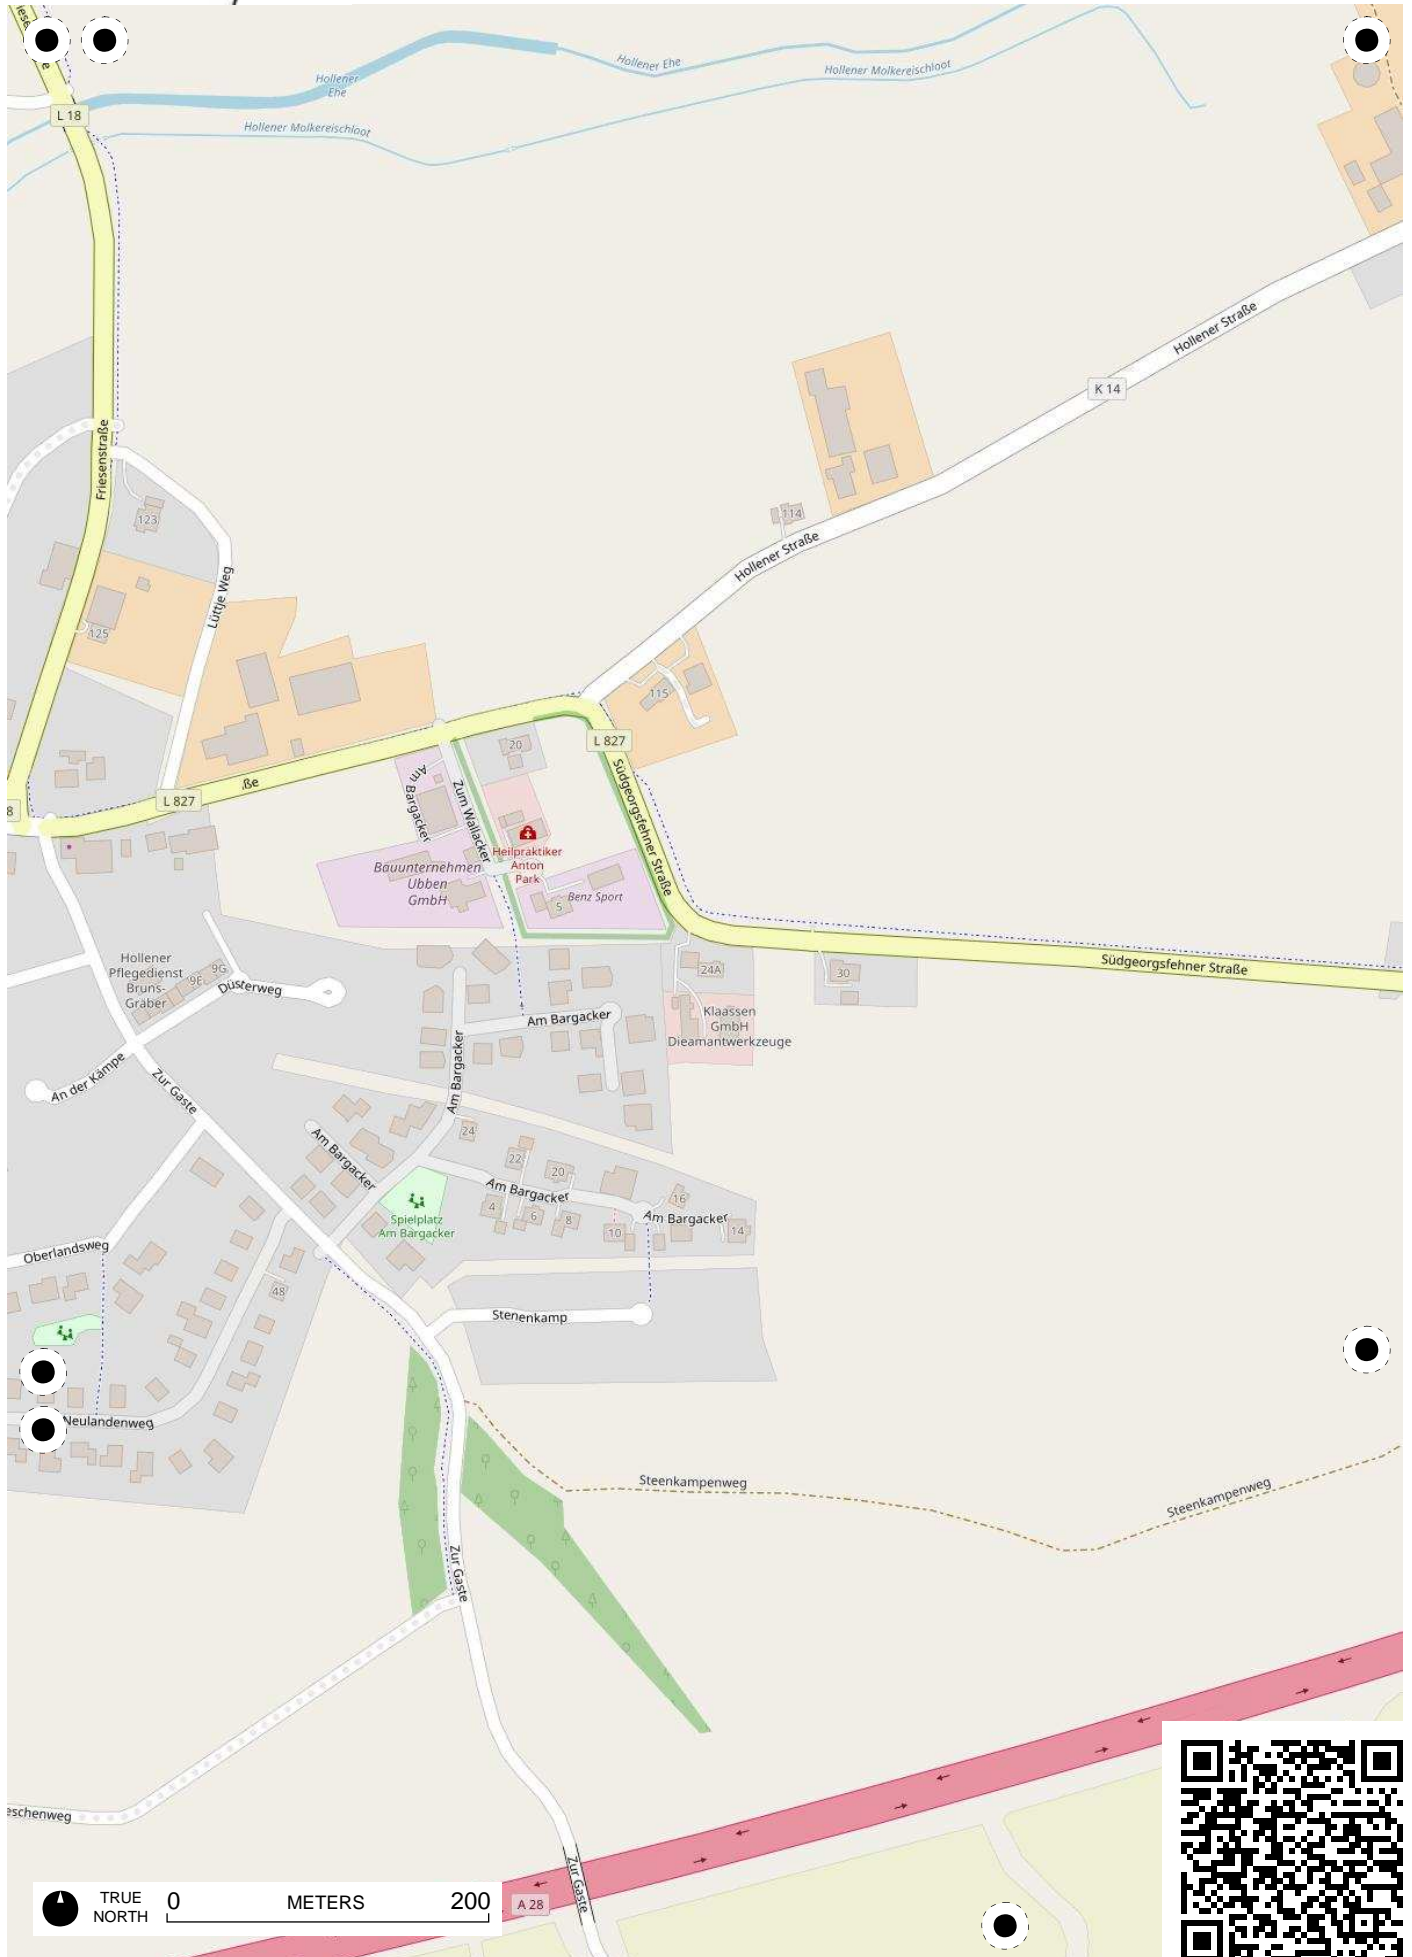 Hollener
Ehe
Hollener Ehe
Hollener Molkereischloot
L 18
Hollener Molkereischloot
Hollener Straße
K 14
Friesenstraße
123
114
Hollener Straße
Lüttje Weg
125
115
L 827
20
Am
Bargacker
Zum Wallacker
Südgeorgsfehner Straße
ße
L 827
8
Heilpraktiker
Anton
Park
Bauunternehmen
Ubben
GmbH
Benz Sport
5
Hollener
Pflegedienst
Bruns-
Gräber
9E
9G
Düsterweg
24A
30
Südgeorgsfehner Straße
Klaassen
GmbH
Dieamantwerkzeuge
Am Bargacker
Am Bargacker
An der Kämpe
Zur Gaste
Am Bargacker
24
22
20
Am Bargacker
4
6
8
10
16
Am Bargacker
14
Spielplatz
Am Bargacker
Oberlandsweg
48
Stenenkamp
Neulandenweg
Steenkampenweg
Steenkampenweg
Zur Gaste
eschenweg
Zur Gaste
A 28
TRUE
NORTH
0 METERS 200